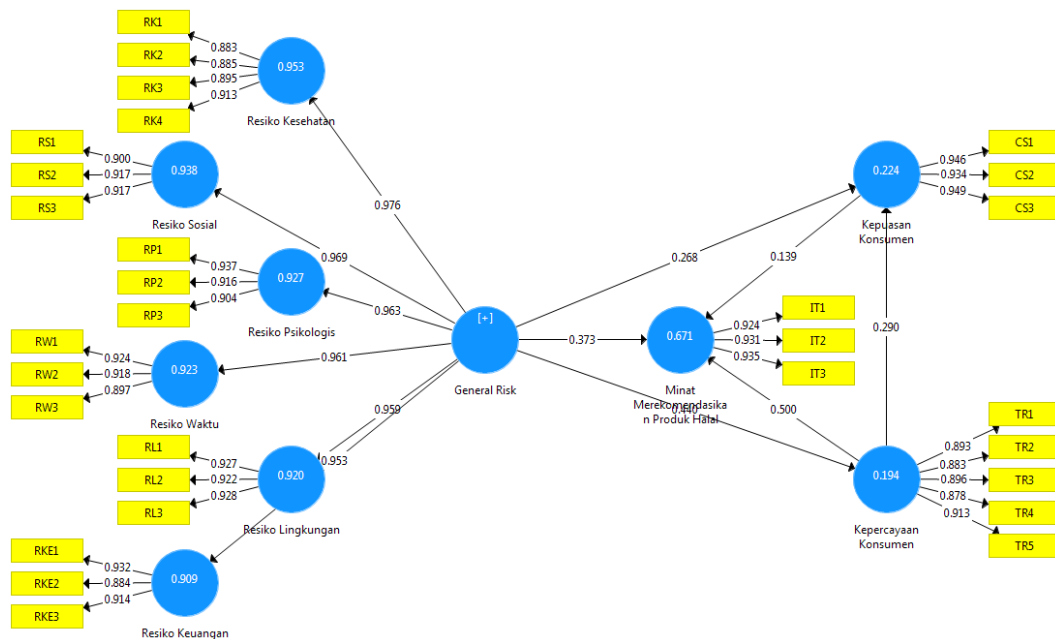 RK1
RK2
RK3
RK4
0.883
0.885
0.895
0.913
0.953
Resiko Kesehatan
RS1
RS2
RS3
0.900
0.917
0.917
0.938
Resiko Sosial
RP1
RP2
RP3
0.937
0.916
0.904
0.927
Resiko Psikologis
RW1
RW2
RW3
0.924
0.918
0.897
0.923
Resiko Waktu
RL1
RL2
RL3
0.927
0.922
0.928
0.920
Resiko Lingkungan
RKE1
RKE2
RKE3
0.932
0.884
0.914
0.909
Resiko Keuangan
0.976
0.969
0.963
0.961
0.959
0.953
[+]
General Risk
0.268
0.373
0.440
0.139
0.290
0.500
0.671
Minat
Merekomendasika
n Produk Halal
0.924
0.931
0.935
IT1
IT2
IT3
0.224
Kepuasan
Konsumen
0.946
0.934
0.949
CS1
CS2
CS3
0.194
Kepercayaan
Konsumen
0.893
0.883
0.896
0.878
0.913
TR1
TR2
TR3
TR4
TR5